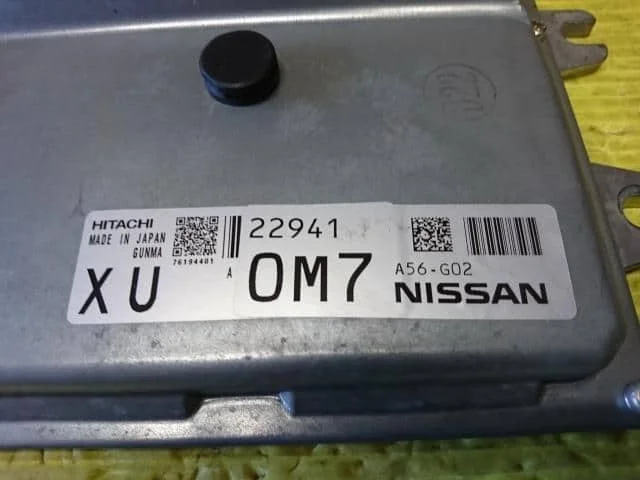 HITACHI
MADE IN JAPAN
GUNMA
76194401
XU
A
22941
0M7
A56-G02
NISSAN